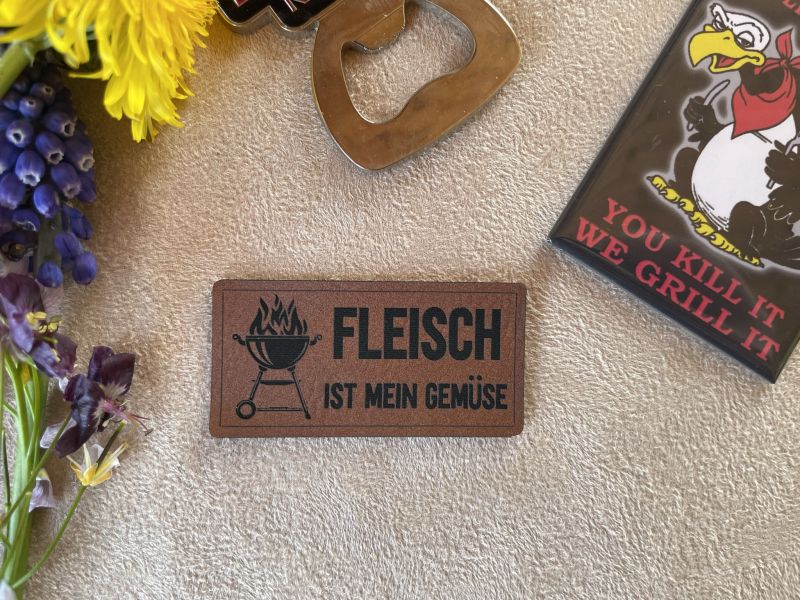 FLEISCH
IST MEIN GEMÜSE
YOU KILL IT
WE GRILL IT